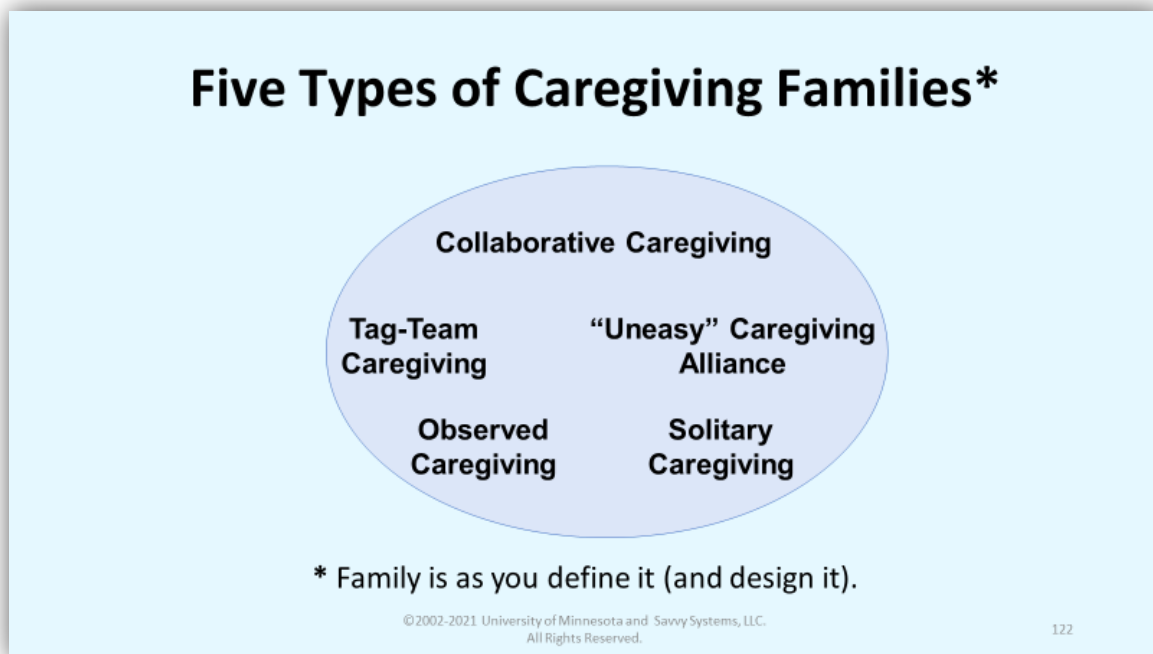 Five Types of Caregiving Families*
Collaborative Caregiving
Tag-Team
Caregiving
“Uneasy” Caregiving
Alliance
Observed
Caregiving
Solitary
Caregiving
* Family is as you define it (and design it).
©2002-2021 University of Minnesota and Savvy Systems, LLC.
All Rights Reserved.
122